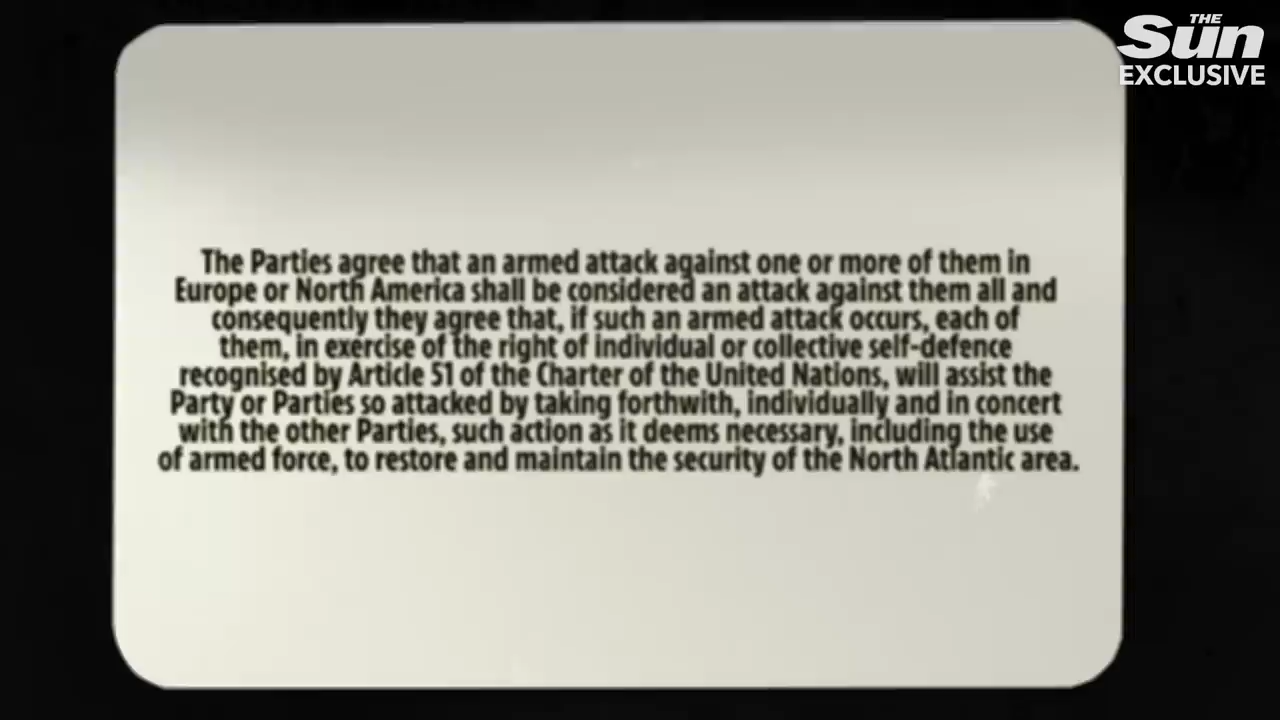 THE
Sun
EXCLUSIVE
The Parties agree that an armed attack against one or more of them in
Europe or North America shall be considered an attack against them all and
consequently they agree that, if such an armed attack occurs, each of
them, in exercise of the right of individual or collective self-defence
recognised by Article 51 of the Charter of the United Nations, will assist the
Party or Parties so attacked by taking forthwith, individually and in concert
with the other Parties, such action as it deems necessary, including the use
of armed force, to restore and maintain the security of the North Atlantic area.